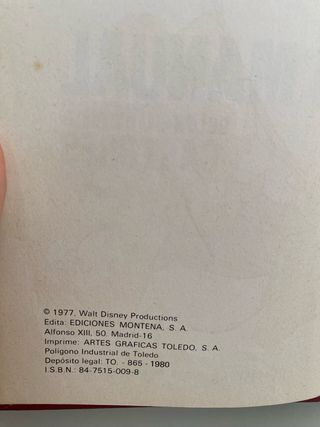 © 1977, Walt Disney Productions
Edita: EDICIONES MONTENA, S. A.
Alfonso XIII, 50. Madrid-16
Imprime: ARTES GRAFICAS TOLEDO, S. A.
Polígono Industrial de Toledo
Depósito legal: TO. - 865 - 1980
I.S.B.N.: 84-7515-009-8